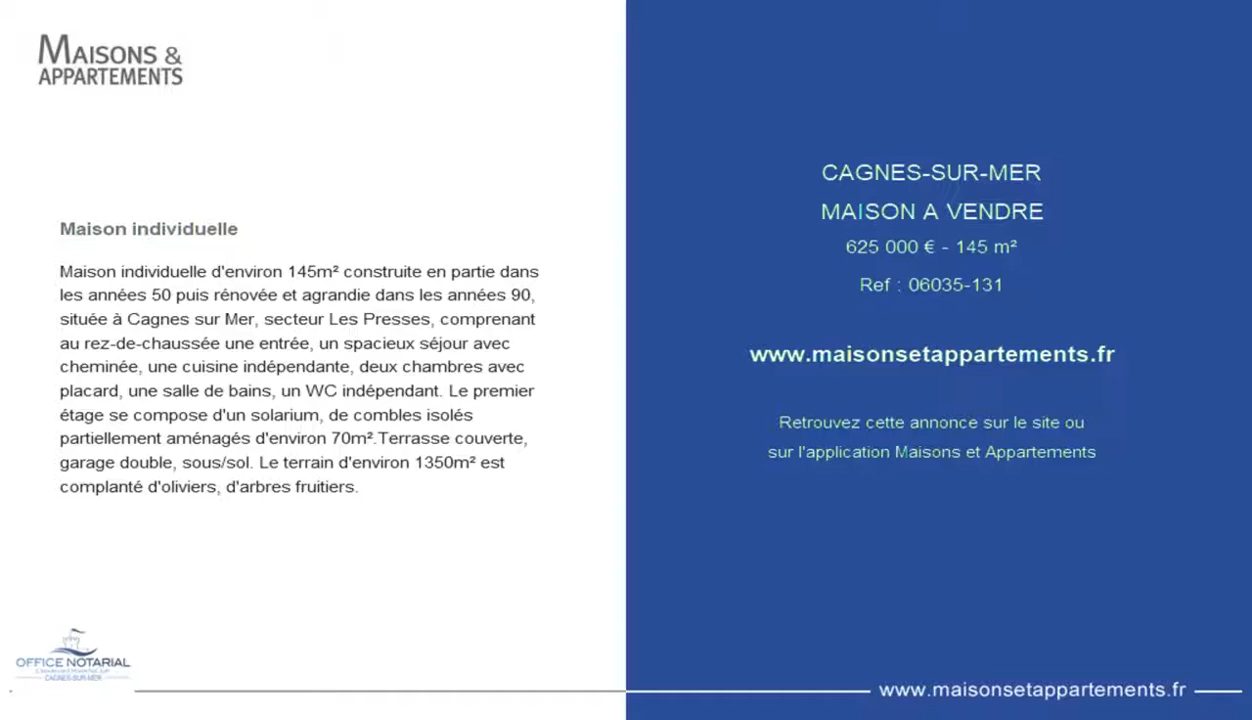 MAISONS &
APPARTEMENTS
Maison individuelle
Maison individuelle d'environ 145m² construite en partie dans
les années 50 puis rénovée et agrandie dans les années 90,
située à Cagnes sur Mer, secteur Les Presses, comprenant
au rez-de-chaussée une entrée, un spacieux séjour avec
cheminée, une cuisine indépendante, deux chambres avec
placard, une salle de bains, un WC indépendant. Le premier
étage se compose d'un solarium, de combles isolés
partiellement aménagés d'environ 70m².Terrasse couverte,
garage double, sous/sol. Le terrain d'environ 1350m² est
complanté d'oliviers, d'arbres fruitiers.
OFFICE NOTARIAL
CAGNES-SUR-MER
CAGNES-SUR-MER
MAISON A VENDRE
625 000 € - 145 m²
Ref : 06035-131
www.maisonsetappartements.fr
Retrouvez cette annonce sur le site ou
sur l'application Maisons et Appartements
www.maisonsetappartements.fr